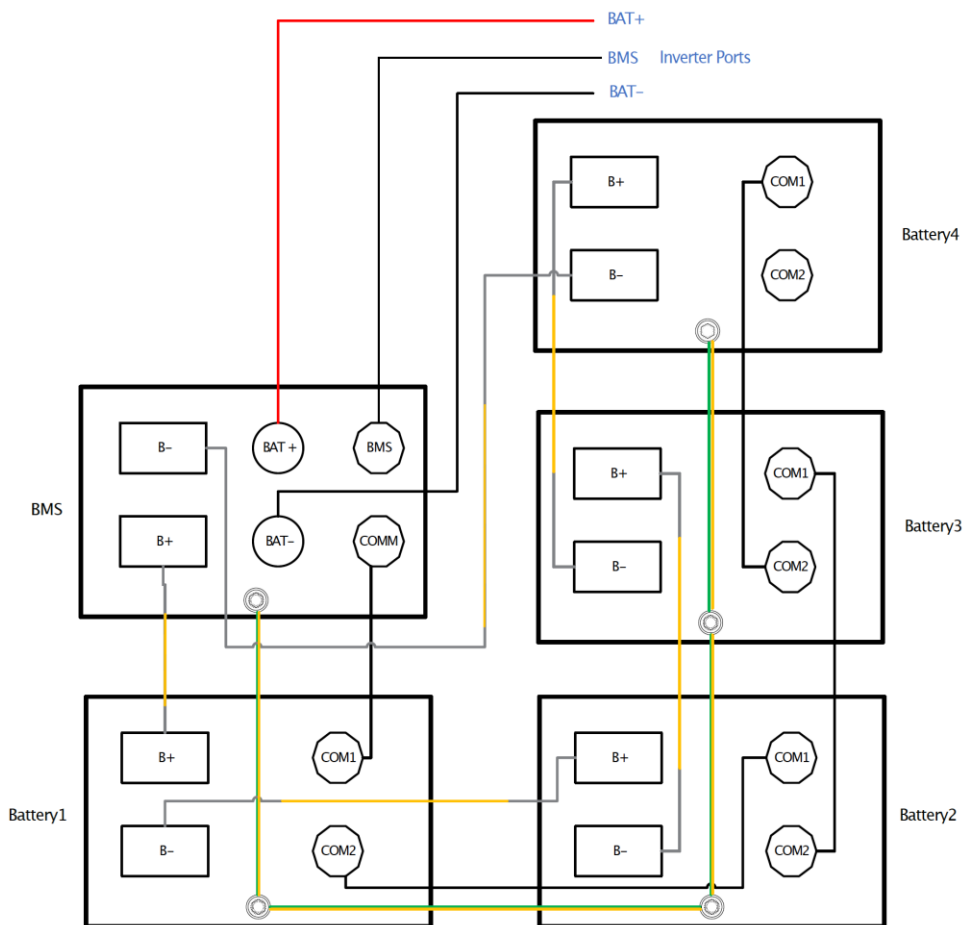 BAT+
BMS Inverter Ports
BAT-
B+
COM1
Battery4
B-
COM2
B-
BAT +
BMS
BMS
B+
BAT-
COMM
B+
COM1
Battery3
B-
COM2
B+
COM1
Battery1
B-
COM2
B+
COM1
Battery2
B-
COM2